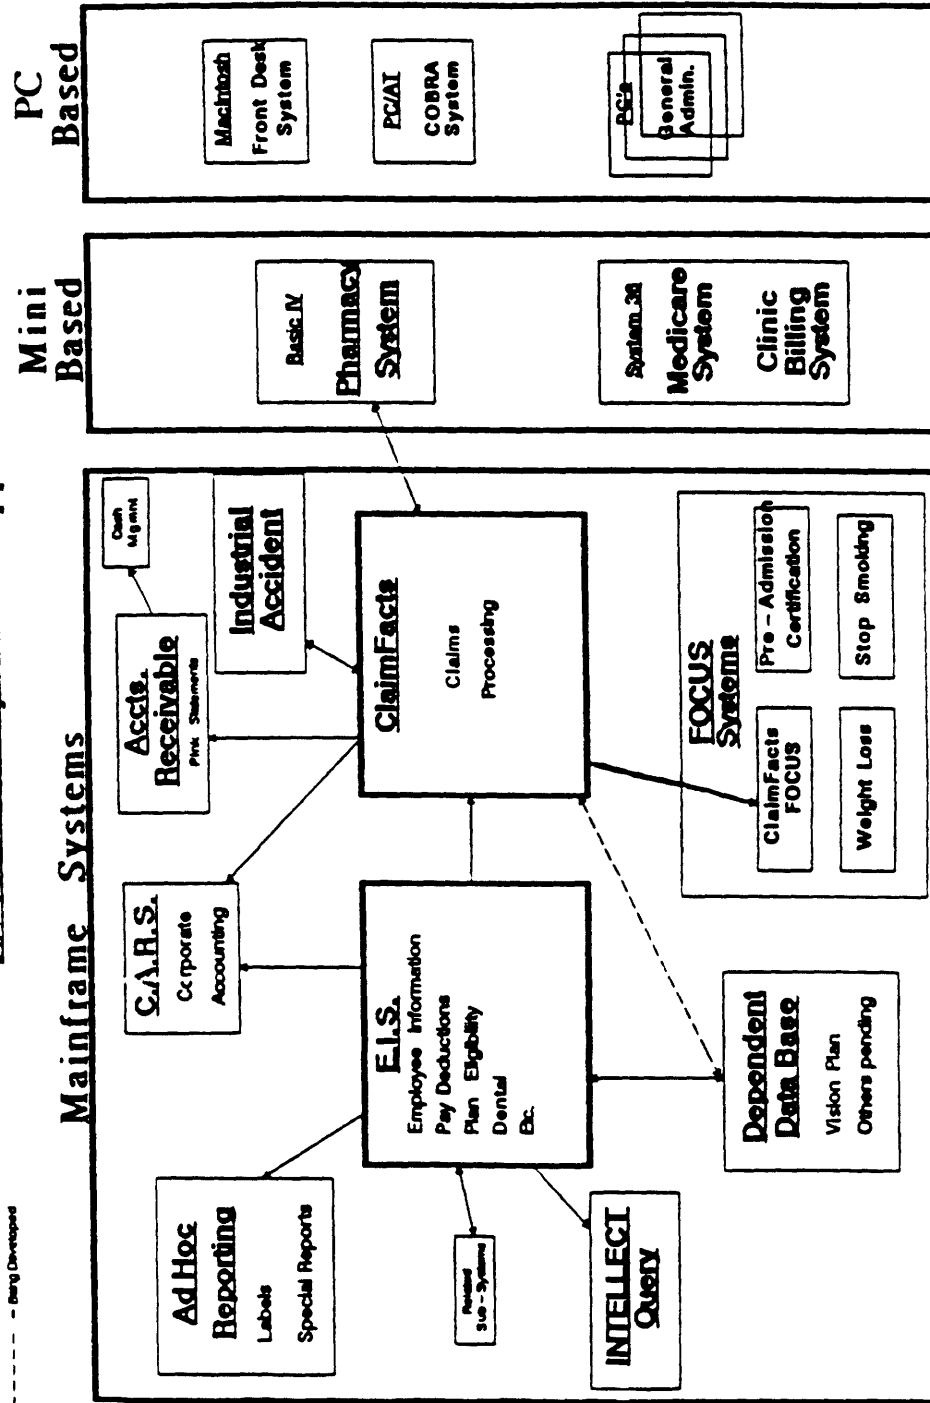 - - - - - - Being Developed
Mainframe Systems
Ad Hoc
Reporting
Labels
Special Reports
C.A.R.S.
Corporate
Accounting
Accts.
Receivable
Pink Statements
Cash
Mgmnt
Industrial
Accident
Related
Sub - Systems
E.I.S.
Employee Information
Pay Deductions
Plan Eligibility
Dental
Etc.
ClaimFacts
Claims
Processing
INTELLECT
Query
Dependent
Data Base
Vision Plan
Others pending
FOCUS
Systems
ClaimFacts
FOCUS
Pre - Admission
Certification
Weight Loss
Stop Smoking
Mini
Based
Basic IV
Pharmacy
System
System 36
Medicare
System
Clinic
Billing
System
PC
Based
Macintosh
Front Desk
System
PC/AT
COBRA
System
PC's
General
Admin.